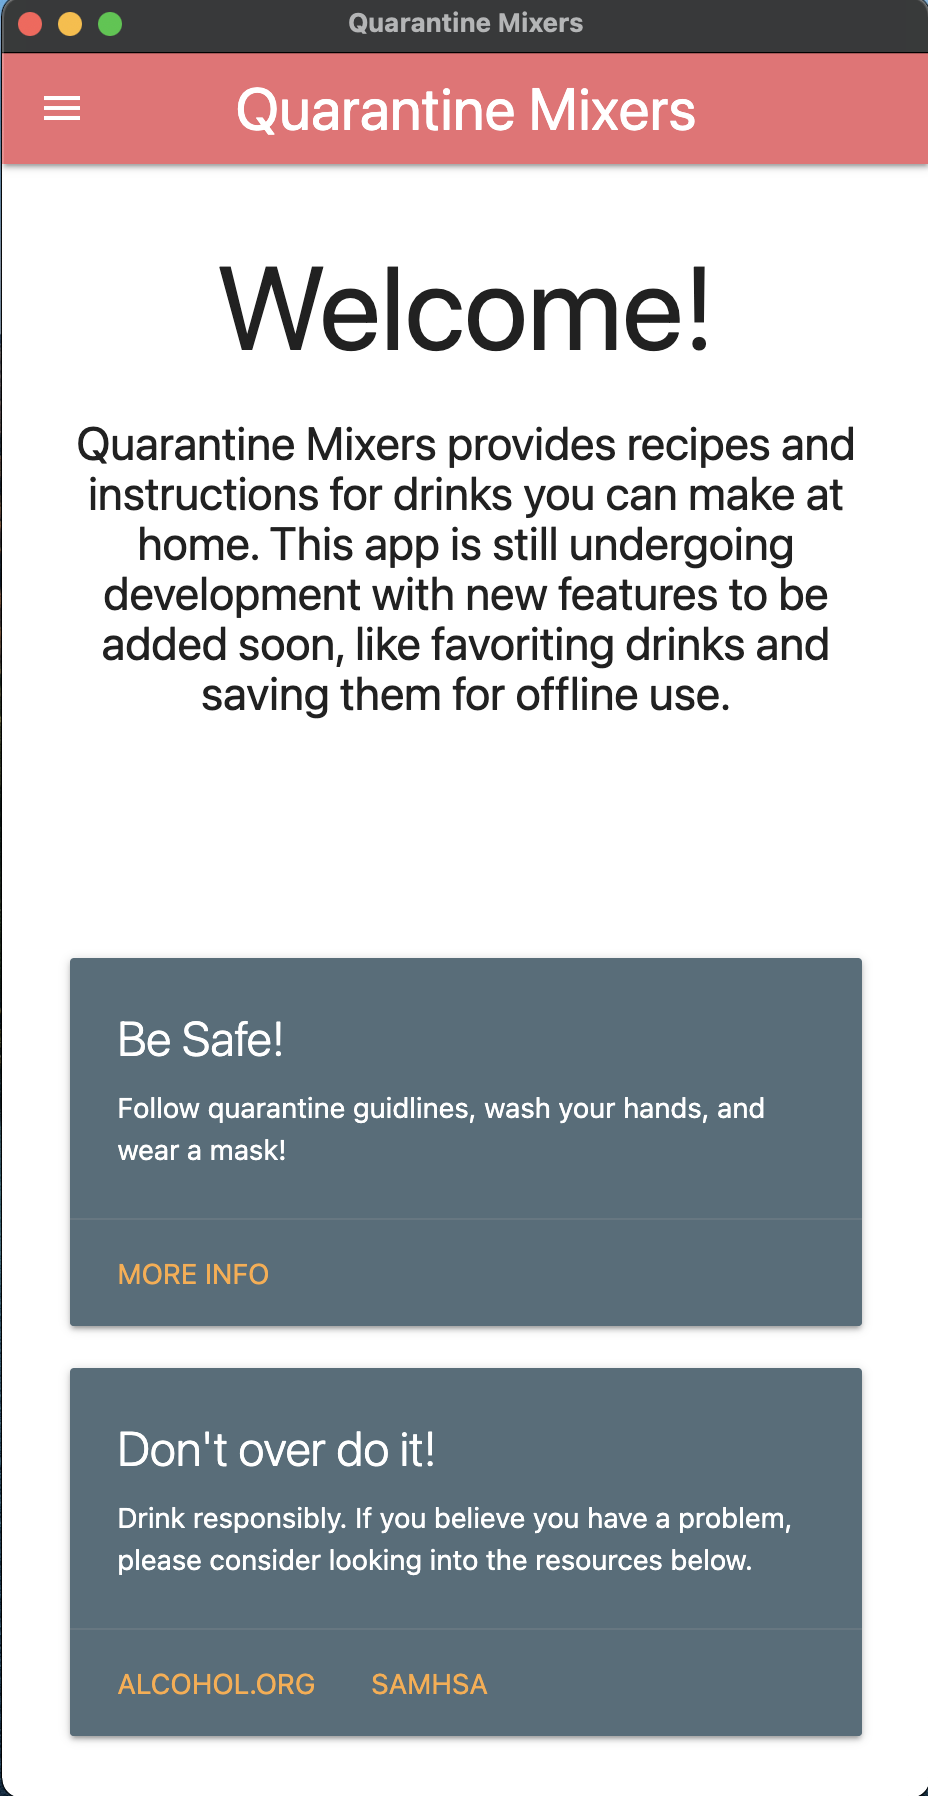 Quarantine Mixers
Quarantine Mixers
Welcome!
Quarantine Mixers provides recipes and
instructions for drinks you can make at
home. This app is still undergoing
development with new features to be
added soon, like favoriting drinks and
saving them for offline use.
Be Safe!
Follow quarantine guidlines, wash your hands, and
wear a mask!
MORE INFO
Don't over do it!
Drink responsibly. If you believe you have a problem,
please consider looking into the resources below.
ALCOHOL.ORG SAMHSA